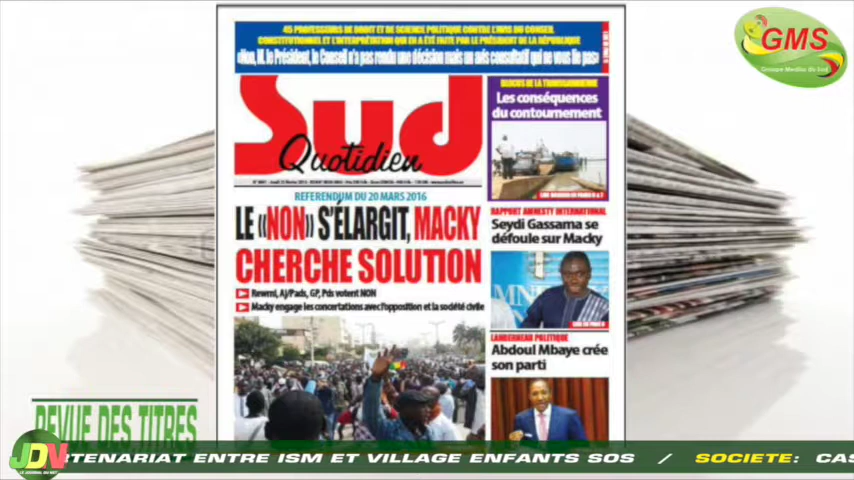 45 PROFESSEURS DE DROIT ET DE SCIENCE POLITIQUE CONTRE L'AVIS DU CONSEIL
CONSTITUTIONNEL ET L'INTERPRÉTATION QUI EN A ÉTÉ FAITE PAR LE PRÉSIDENT DE LA RÉPUBLIQUE
«Non, M. le Président, le Conseil n'a pas rendu une décision mais un avis consultatif qui ne vous lie pas»
GMS
Groupe Medias du Sud
Sud
Quotidien
BLOCUS DE LA TRANSGAMBIENNE
Les conséquences
du contournement
REFERENDUM DU 20 MARS 2016
LE «NON» S'ÉLARGIT, MACKY
CHERCHE SOLUTION
Rewmi, Aj/Pads, GP, Pds votent NON
Macky engage les concertations avec l'opposition et la société civile
RAPPORT AMNESTY INTERNATIONAL
Seydi Gassama se
défoule sur Macky
LANDERNEAU POLITIQUE
Abdoul Mbaye crée
son parti
REVUE DES TITRES
JDV
RTENARIAT ENTRE ISM ET VILLAGE ENFANTS SOS / SOCIETE: CAS